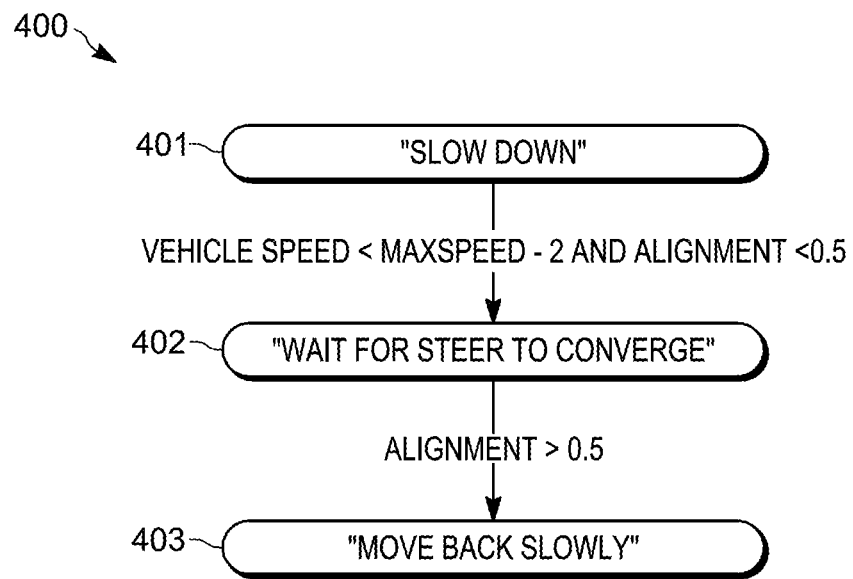 400
401 "SLOW DOWN"
VEHICLE SPEED < MAXSPEED - 2 AND ALIGNMENT <0.5
402 "WAIT FOR STEER TO CONVERGE"
ALIGNMENT > 0.5
403 "MOVE BACK SLOWLY"